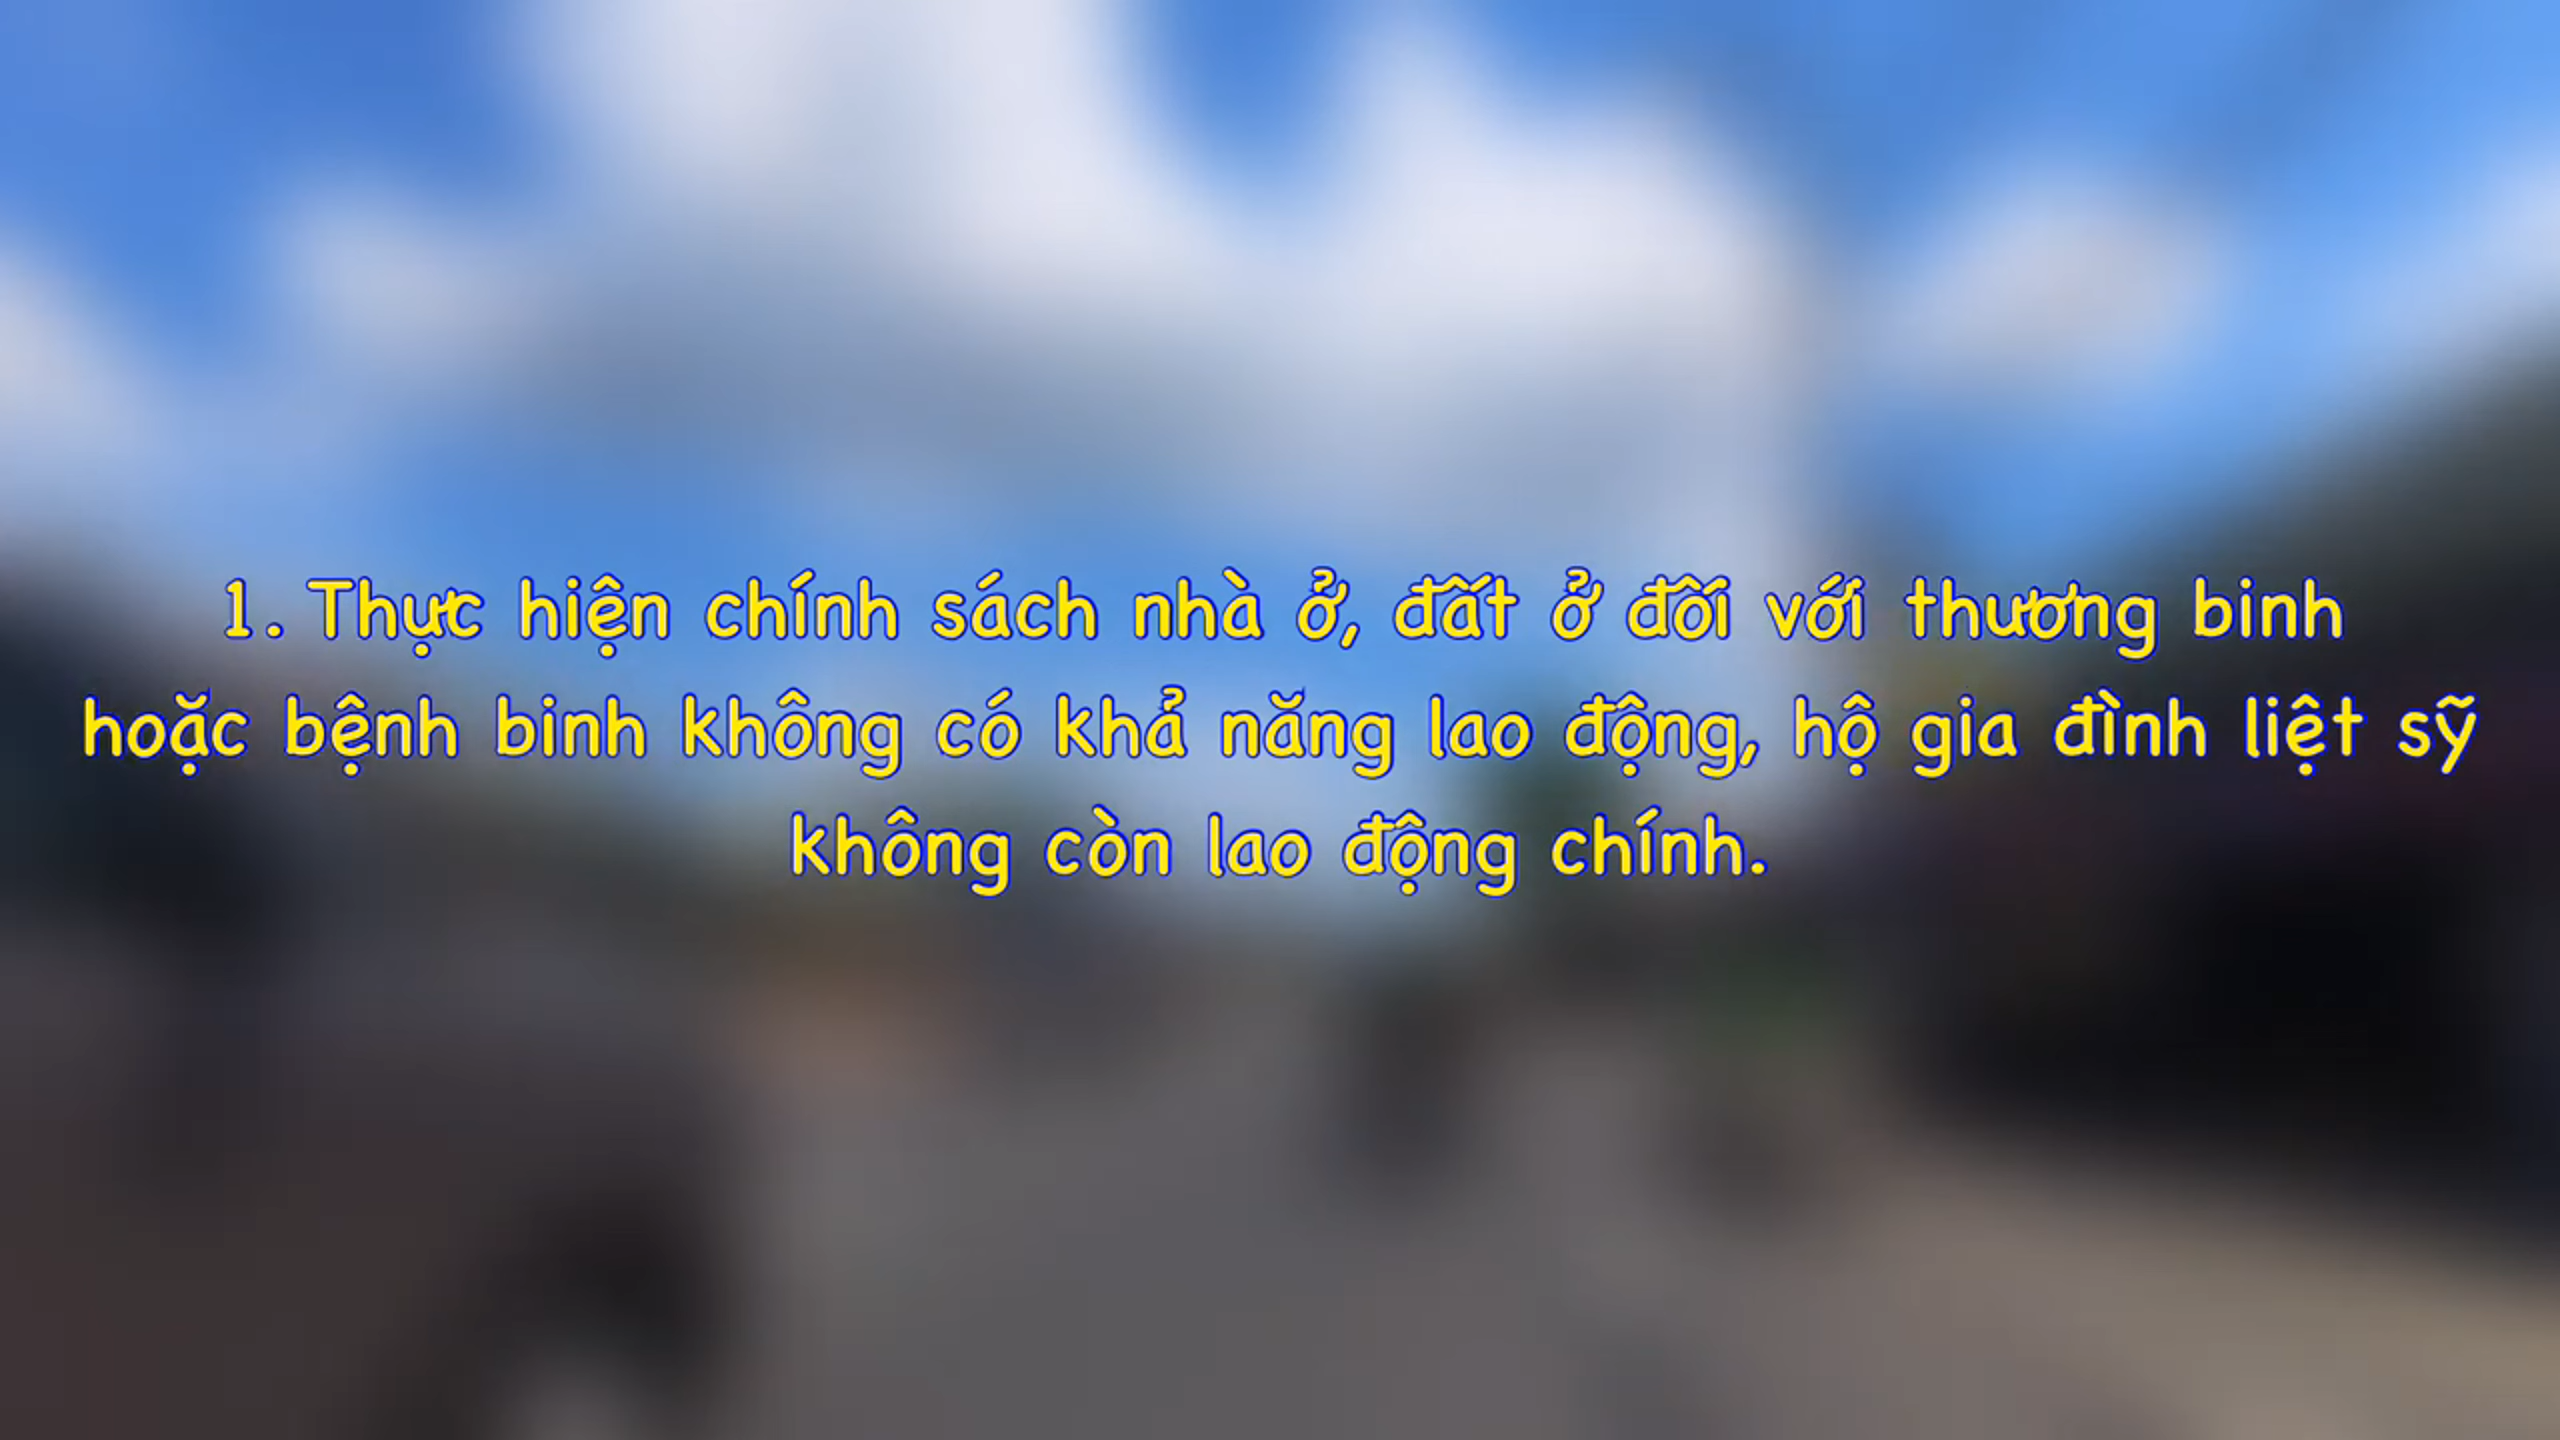 1. Thực hiện chính sách nhà ở, đất ở đối với thương binh
hoặc bệnh binh không có khả năng lao động, hộ gia đình liệt sỹ
không còn lao động chính.